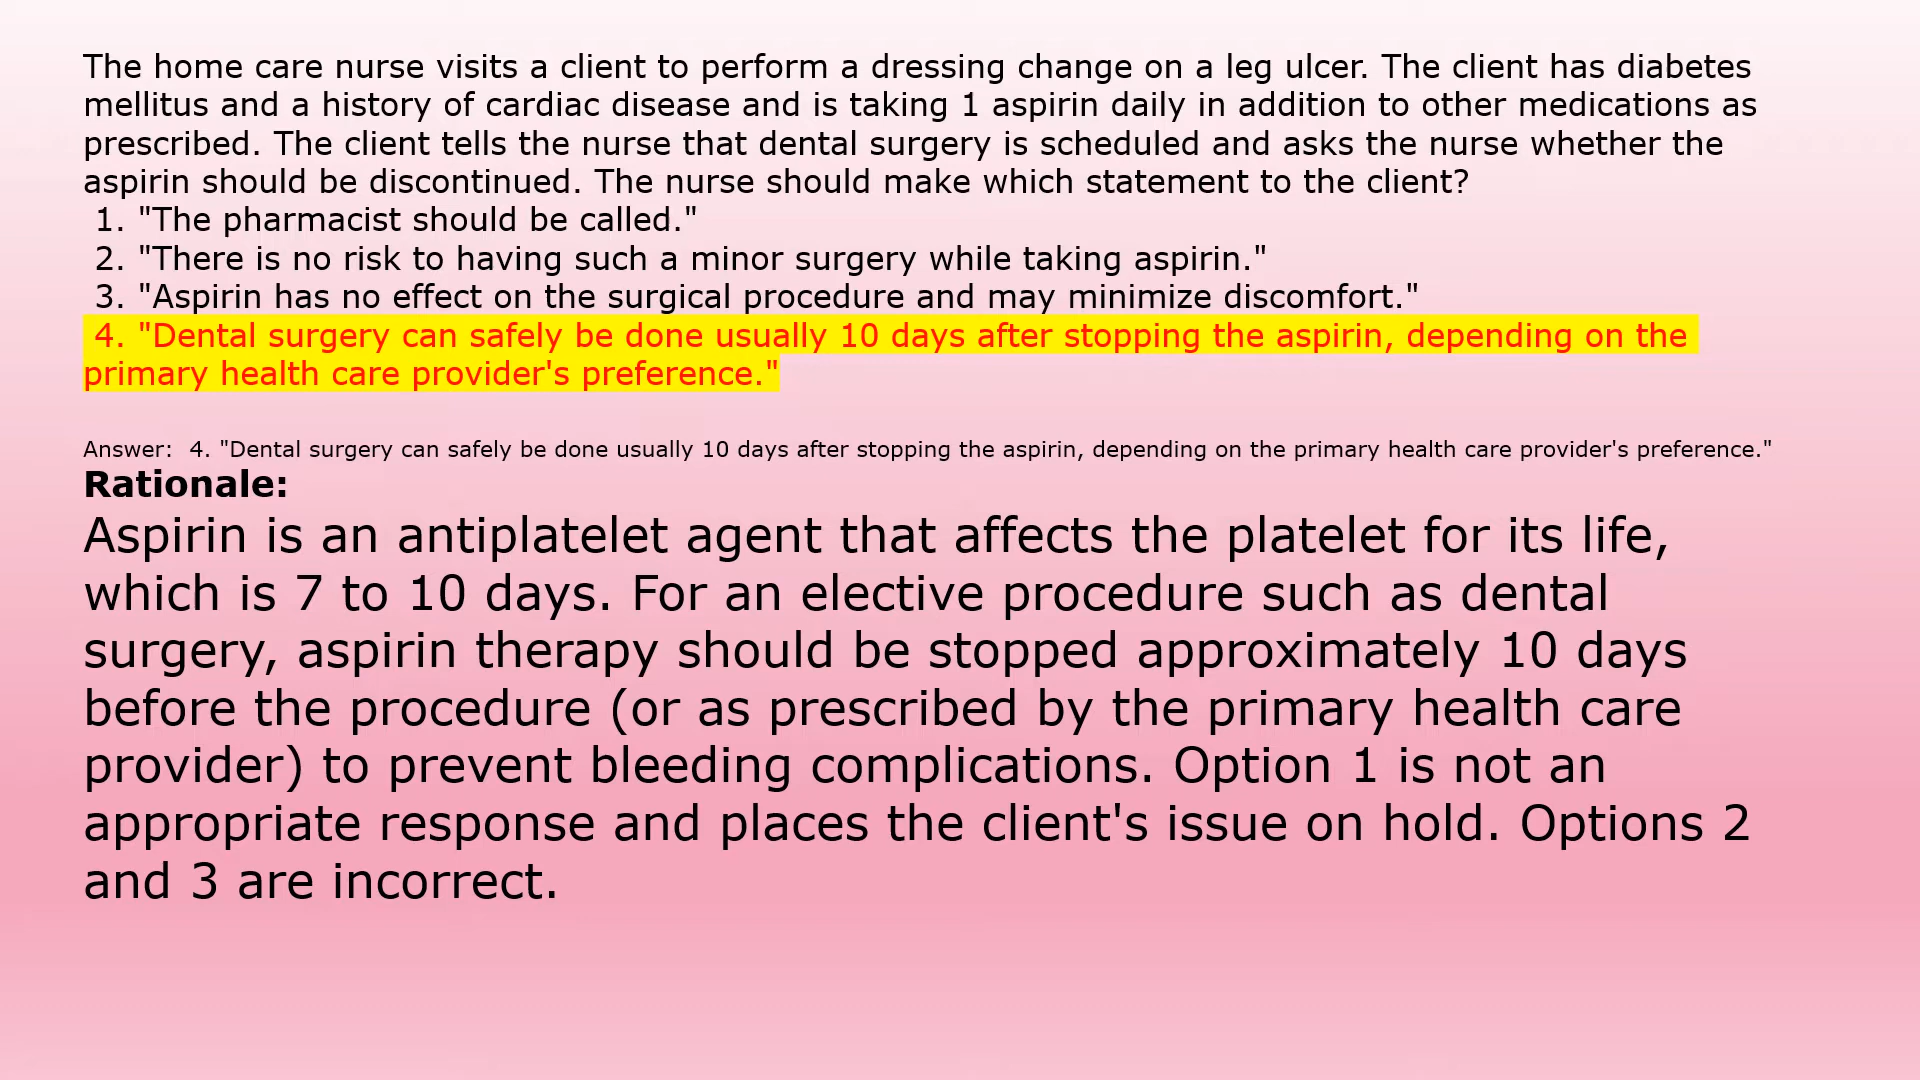 The home care nurse visits a client to perform a dressing change on a leg ulcer. The client has diabetes
mellitus and a history of cardiac disease and is taking 1 aspirin daily in addition to other medications as
prescribed. The client tells the nurse that dental surgery is scheduled and asks the nurse whether the
aspirin should be discontinued. The nurse should make which statement to the client?
1. "The pharmacist should be called."
2. "There is no risk to having such a minor surgery while taking aspirin."
3. "Aspirin has no effect on the surgical procedure and may minimize discomfort."
4. "Dental surgery can safely be done usually 10 days after stopping the aspirin, depending on the
primary health care provider's preference."
Answer:  4. "Dental surgery can safely be done usually 10 days after stopping the aspirin, depending on the primary health care provider's preference."
Rationale:
Aspirin is an antiplatelet agent that affects the platelet for its life,
which is 7 to 10 days. For an elective procedure such as dental
surgery, aspirin therapy should be stopped approximately 10 days
before the procedure (or as prescribed by the primary health care
provider) to prevent bleeding complications. Option 1 is not an
appropriate response and places the client's issue on hold. Options 2
and 3 are incorrect.